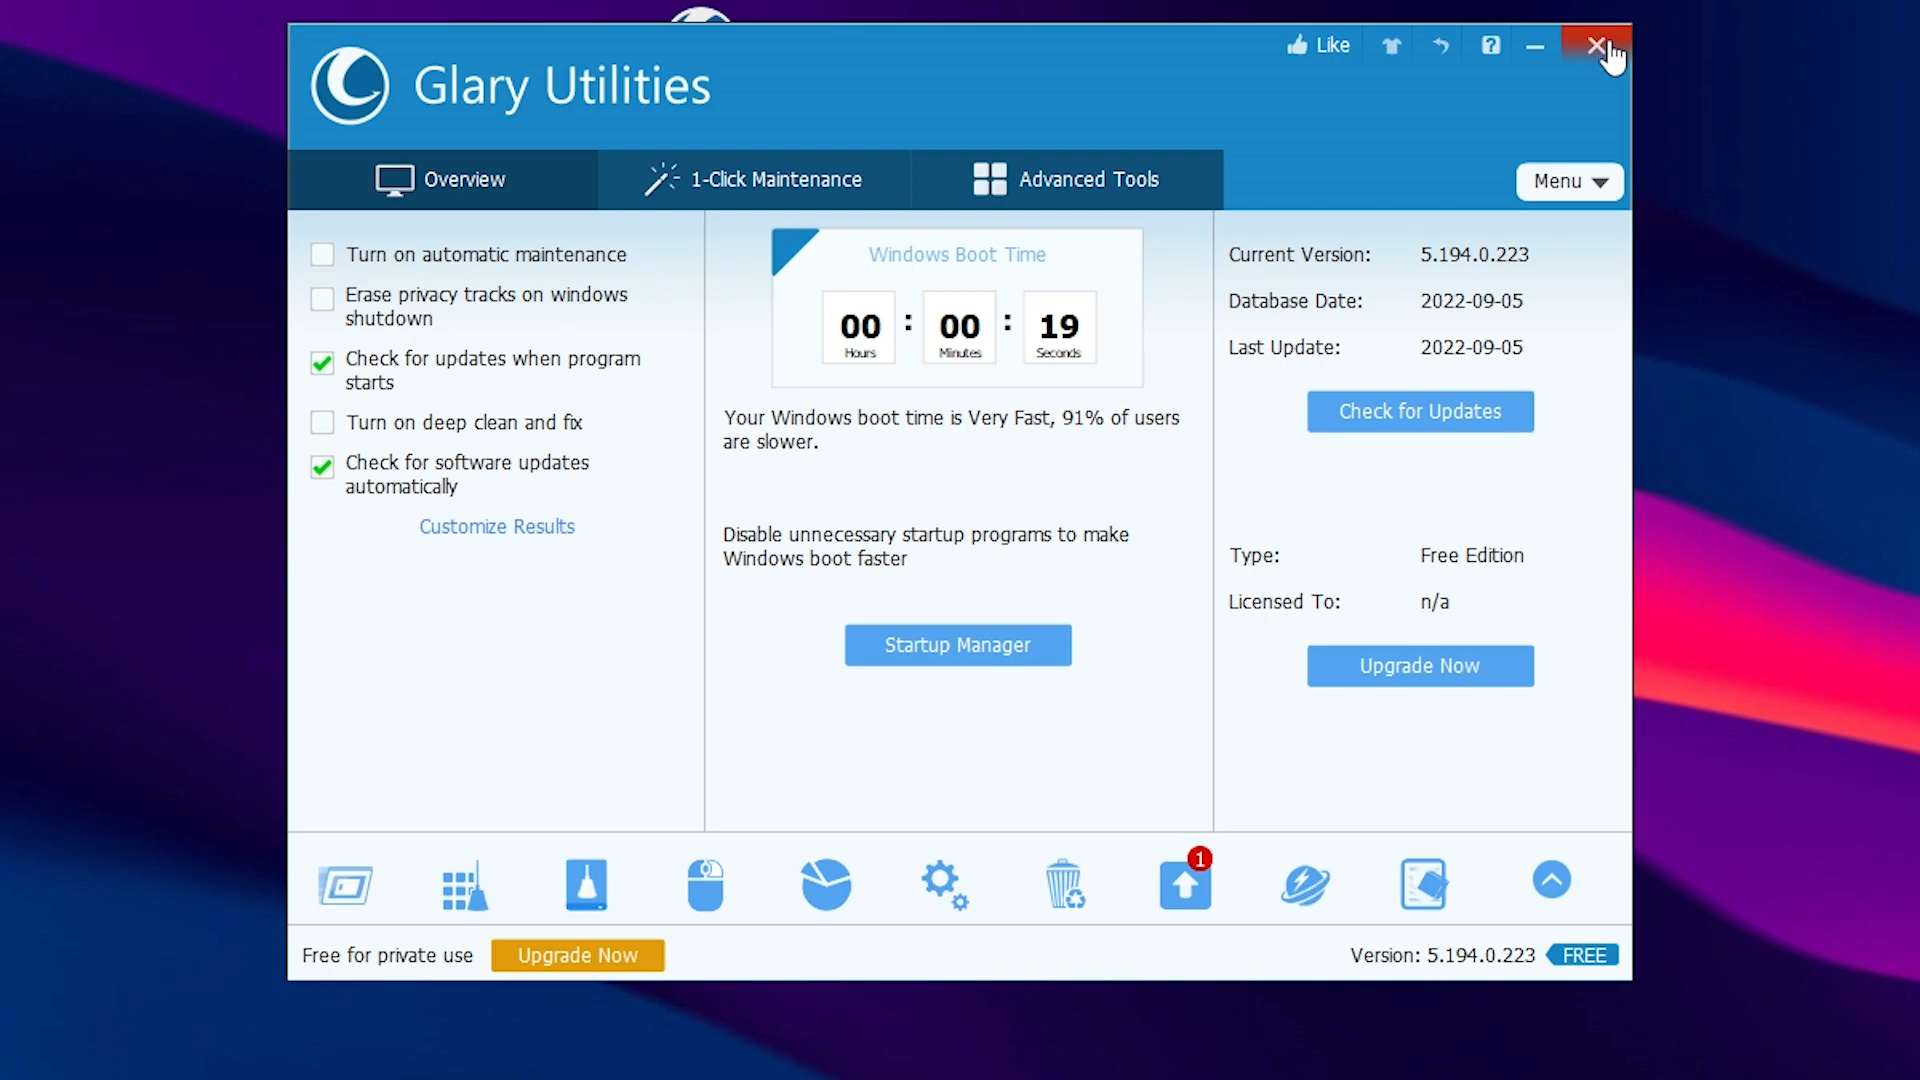 Like
Glary Utilities
Overview
1-Click Maintenance
Advanced Tools
Menu
Turn on automatic maintenance
Erase privacy tracks on windows
shutdown
Check for updates when program
starts
Turn on deep clean and fix
Check for software updates
automatically
Customize Results
Windows Boot Time
00 : 00 : 19
Hours Minutes Seconds
Your Windows boot time is Very Fast, 91% of users
are slower.
Disable unnecessary startup programs to make
Windows boot faster
Startup Manager
Current Version: 5.194.0.223
Database Date: 2022-09-05
Last Update: 2022-09-05
Check for Updates
Type: Free Edition
Licensed To: n/a
Upgrade Now
1
Free for private use
Upgrade Now
Version: 5.194.0.223
FREE